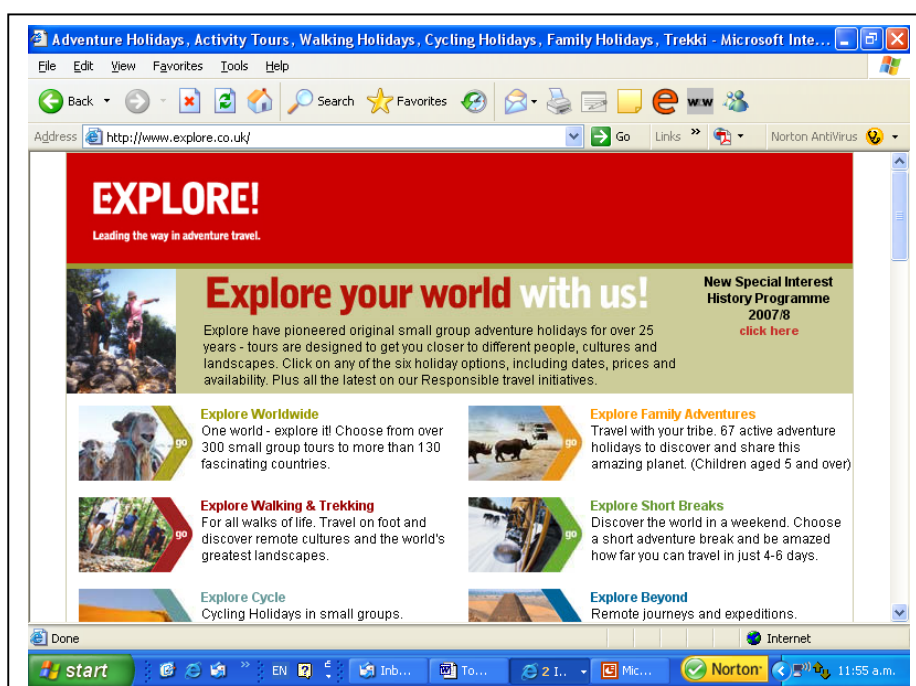 Adventure Holidays, Activity Tours, Walking Holidays, Cycling Holidays, Family Holidays, Trekki - Microsoft Inte...
File Edit View Favorites Tools Help
Back Search Favorites W:W
Address http://www.explore.co.uk/ Go Links » Norton AntiVirus
EXPLORE!
Leading the way in adventure travel.
Explore your world with us!
Explore have pioneered original small group adventure holidays for over 25
years - tours are designed to get you closer to different people, cultures and
landscapes. Click on any of the six holiday options, including dates, prices and
availability. Plus all the latest on our Responsible travel initiatives.
New Special Interest
History Programme
2007/8
click here
go
Explore Worldwide
One world - explore it! Choose from over
300 small group tours to more than 130
fascinating countries.
go
Explore Family Adventures
Travel with your tribe. 67 active adventure
holidays to discover and share this
amazing planet. (Children aged 5 and over)
go
Explore Walking & Trekking
For all walks of life. Travel on foot and
discover remote cultures and the world's
greatest landscapes.
go
Explore Short Breaks
Discover the world in a weekend. Choose
a short adventure break and be amazed
how far you can travel in just 4-6 days.
Explore Cycle
Cycling Holidays in small groups.
Explore Beyond
Remote journeys and expeditions.
Done Internet
start » EN Inb... To... 2 I.. Mic... Norton 11:55 a.m.